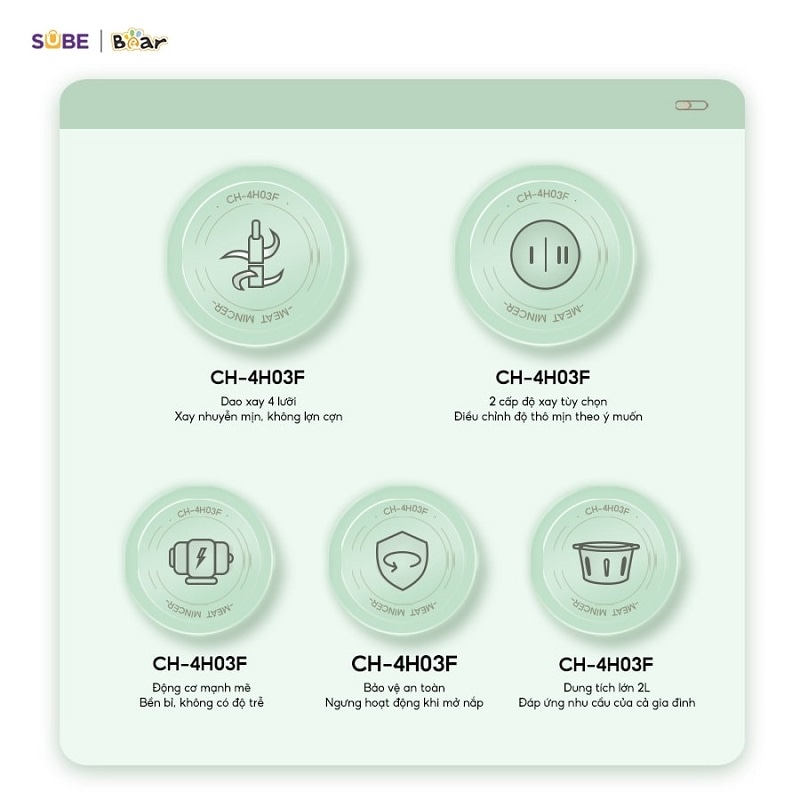 SUBE | Bear
CH-4H03F
-MEAT MINCER-
CH-4H03F
Dao xay 4 lưỡi
Xay nhuyễn mịn, không lợn cợn
CH-4H03F
-MEAT MINCER-
CH-4H03F
2 cấp độ xay tùy chọn
Điều chỉnh độ thô mịn theo ý muốn
CH-4H03F
-MEAT MINCER-
CH-4H03F
Động cơ mạnh mẽ
Bền bỉ, không có độ trễ
CH-4H03F
-MEAT MINCER-
CH-4H03F
Bảo vệ an toàn
Ngưng hoạt động khi mở nắp
CH-4H03F
-MEAT MINCER-
CH-4H03F
Dung tích lớn 2L
Đáp ứng nhu cầu của cả gia đình